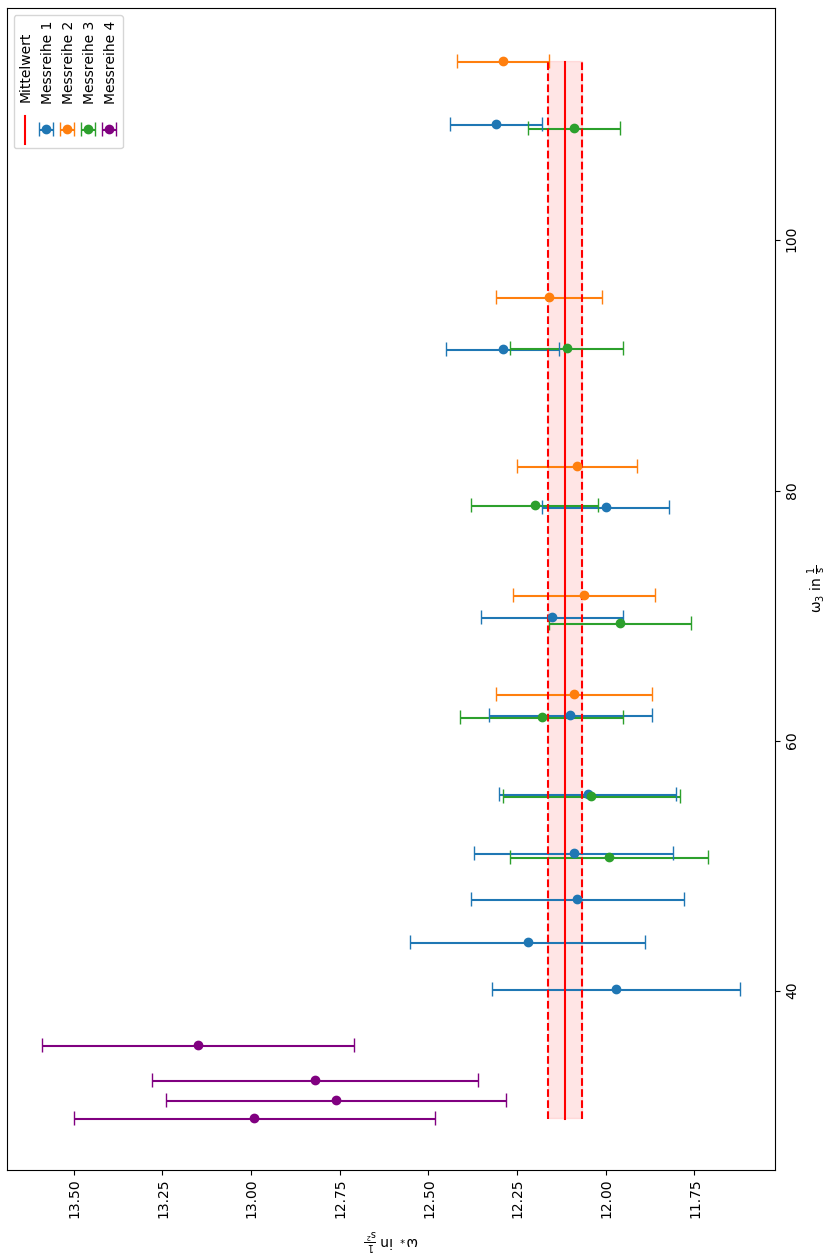 Mittelwert
Messreihe 1
Messreihe 2
Messreihe 3
Messreihe 4
ω* in 1/s²
13.50
13.25
13.00
12.75
12.50
12.25
12.00
11.75
40
60
80
100
ω₃ in 1/s